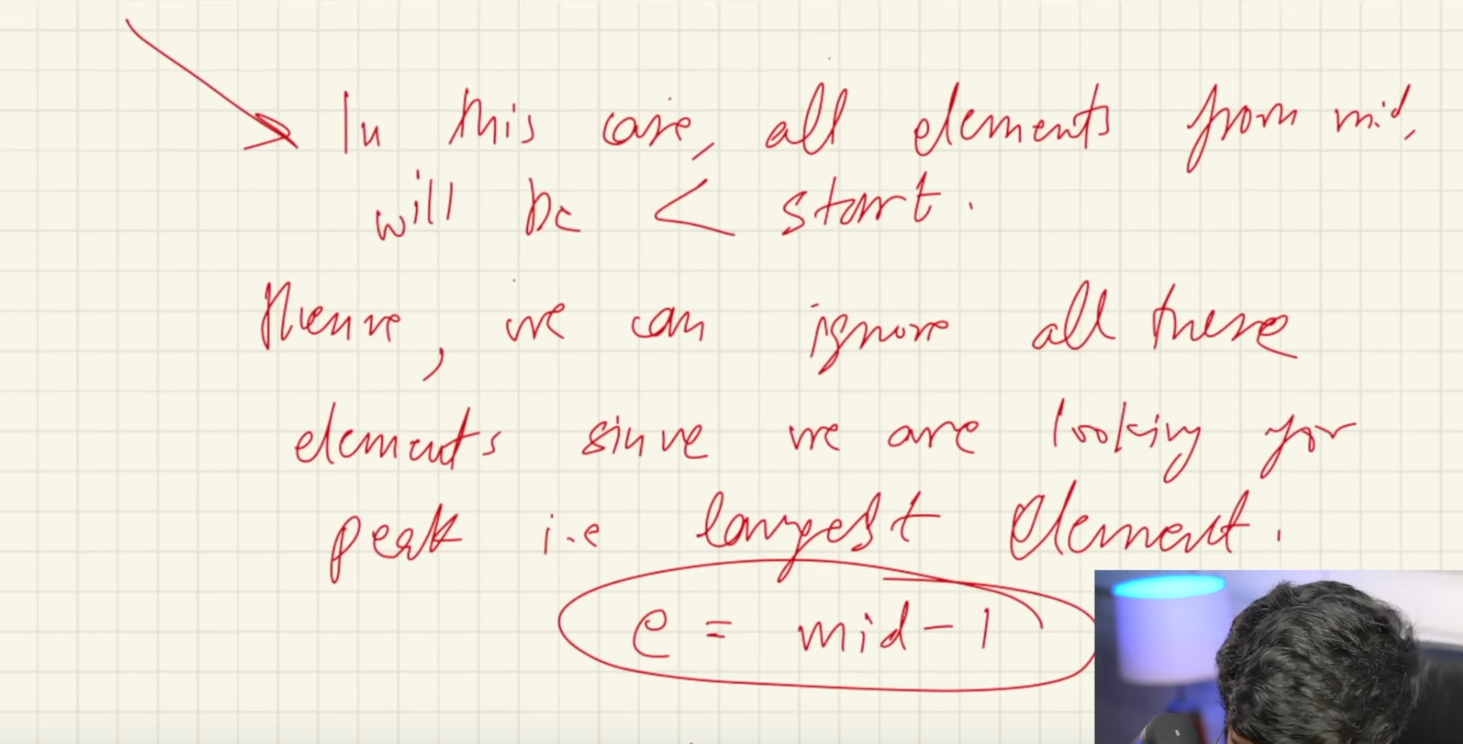 In this case, all elements from mid,
will be < start.
Hence, we can ignore all these
elements since we are looking for
peak i.e largest element.
e = mid-1